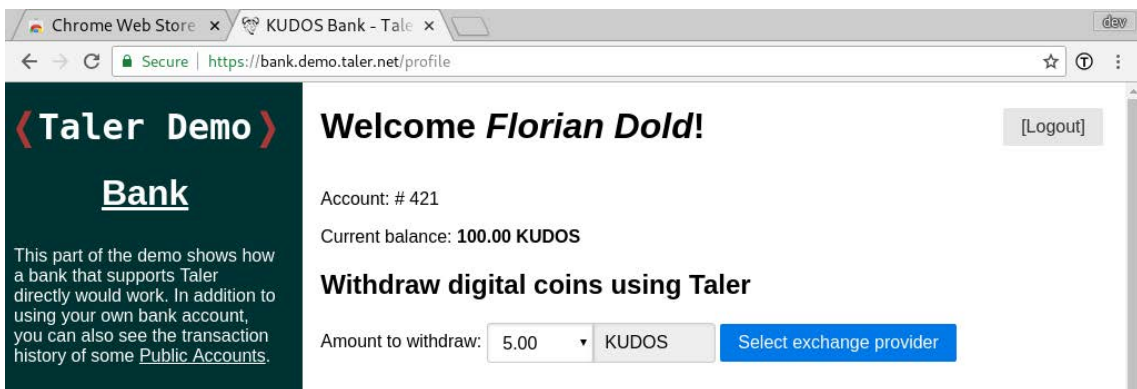 Chrome Web Store
KUDOS Bank - Tale
dev
Secure | https://bank.demo.taler.net/profile
❬Taler Demo❭
Bank
This part of the demo shows how
a bank that supports Taler
directly would work. In addition to
using your own bank account,
you can also see the transaction
history of some Public Accounts.
Welcome Florian Dold!
[Logout]
Account: # 421
Current balance: 100.00 KUDOS
Withdraw digital coins using Taler
Amount to withdraw: 5.00 KUDOS Select exchange provider